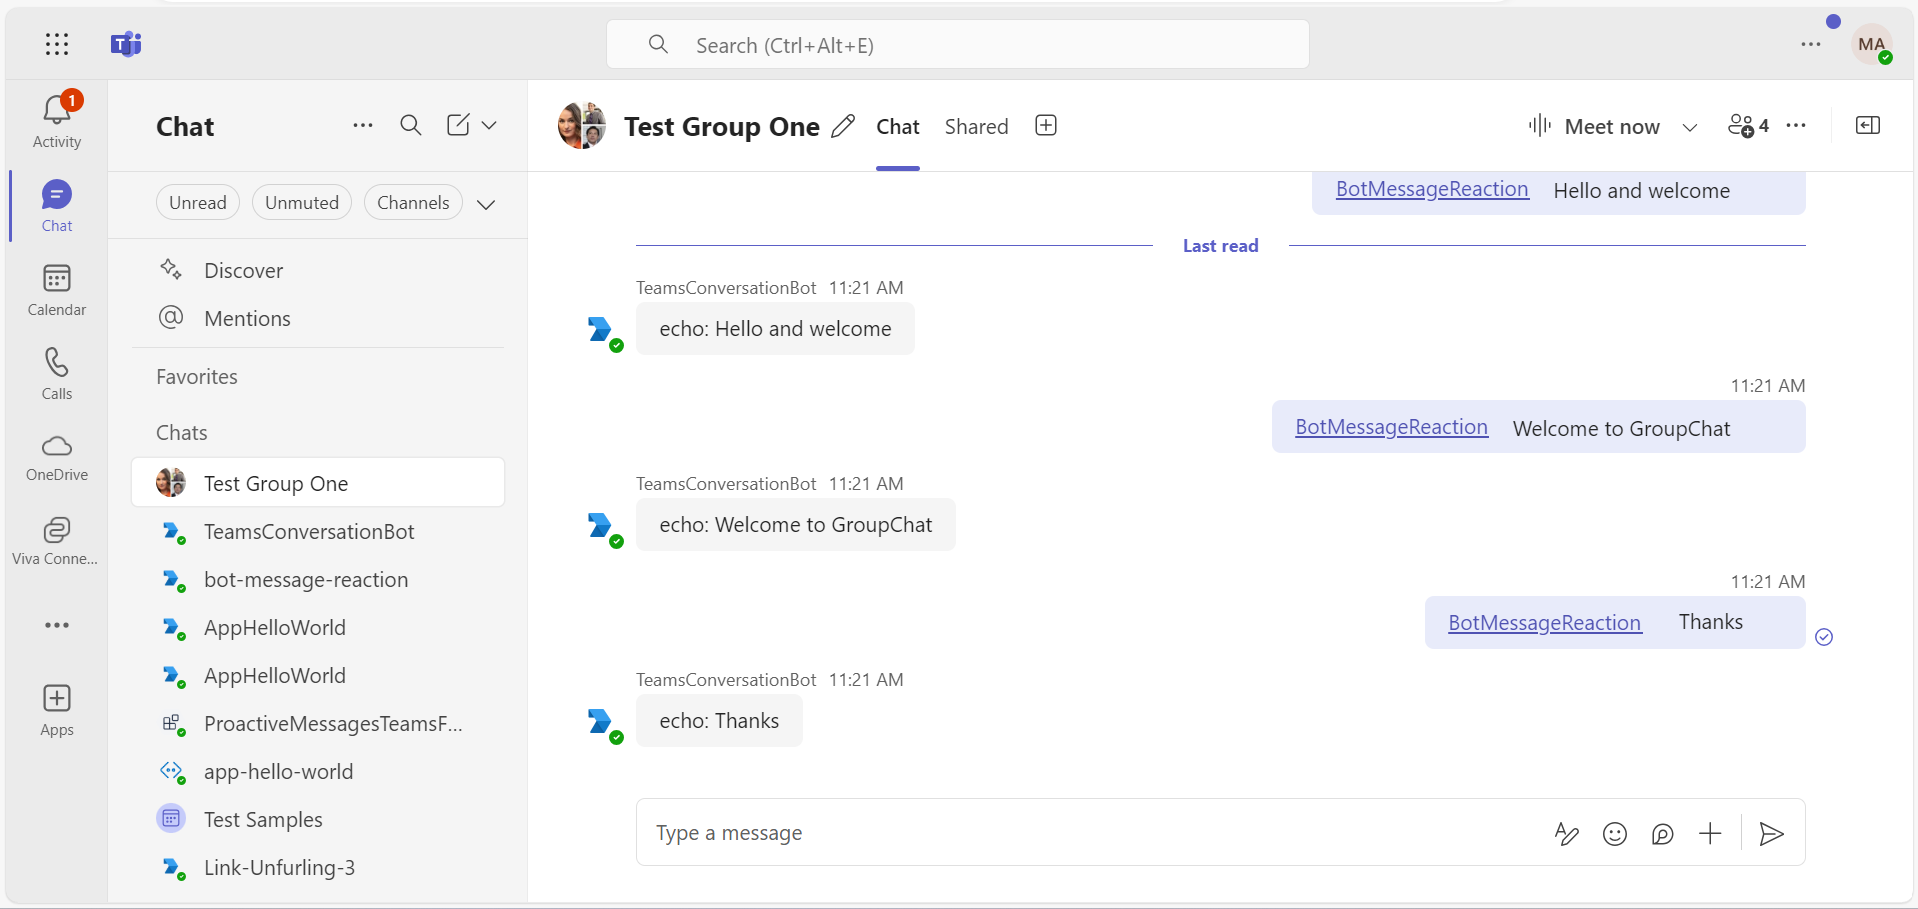 Search (Ctrl+Alt+E)
MA
1
Activity
Chat
Calendar
Calls
OneDrive
Viva Conne...
Apps
Chat
Unread
Unmuted
Channels
Discover
Mentions
Favorites
Chats
Test Group One
TeamsConversationBot
bot-message-reaction
AppHelloWorld
AppHelloWorld
ProactiveMessagesTeamsF...
app-hello-world
Test Samples
Link-Unfurling-3
Test Group One
Chat
Shared
Meet now
4
BotMessageReaction Hello and welcome
Last read
TeamsConversationBot 11:21 AM
echo: Hello and welcome
11:21 AM
BotMessageReaction Welcome to GroupChat
TeamsConversationBot 11:21 AM
echo: Welcome to GroupChat
11:21 AM
BotMessageReaction Thanks
TeamsConversationBot 11:21 AM
echo: Thanks
Type a message